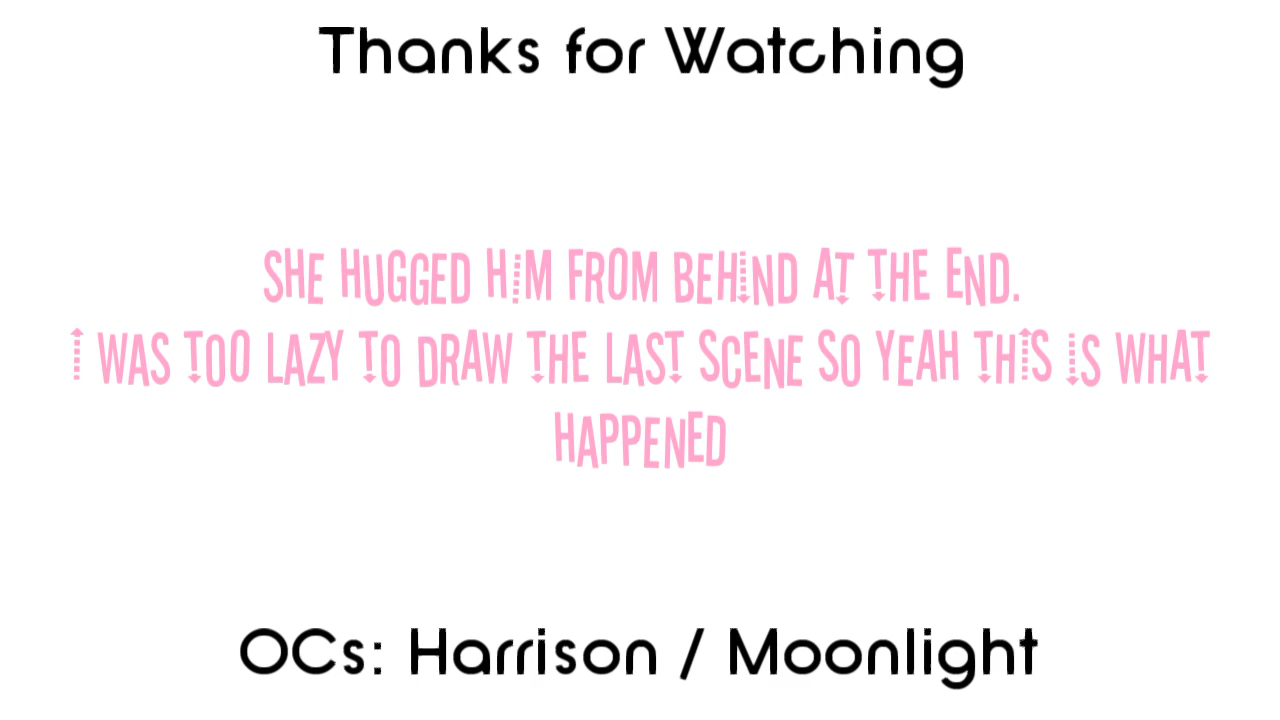 Thanks for Watching
SHE HUGGED HIM FROM BEHIND AT THE END.
I WAS TOO LAZY TO DRAW THE LAST SCENE SO YEAH THIS IS WHAT
HAPPENED
OCs: Harrison / Moonlight